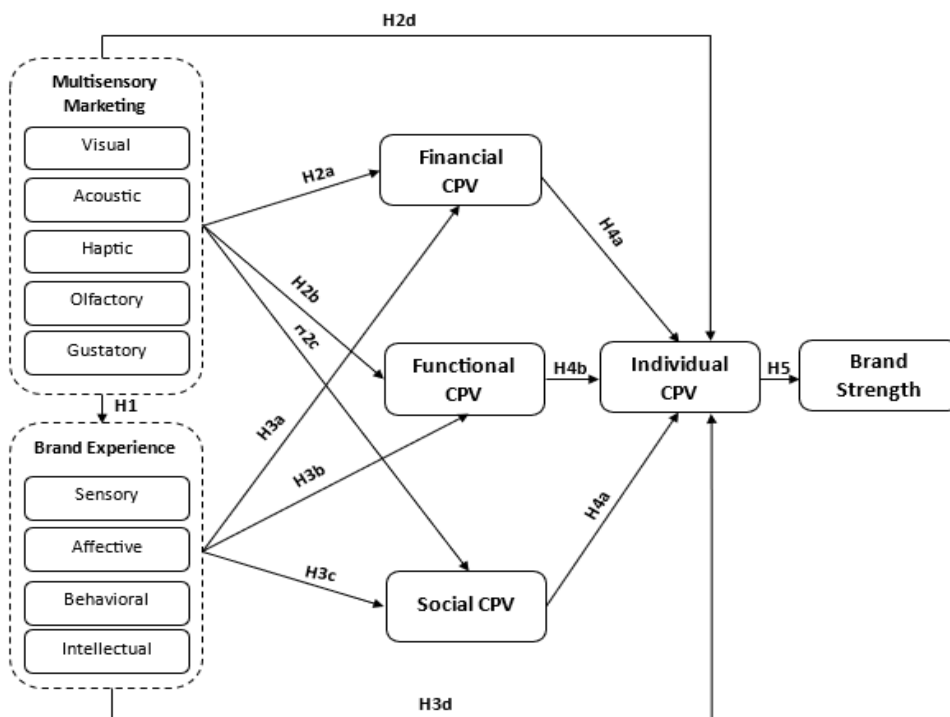 H2d
Multisensory
Marketing
Visual
Acoustic
Haptic
Olfactory
Gustatory
H1
Brand Experience
Sensory
Affective
Behavioral
Intellectual
H2a
H2b
H3a
H3b
H3c
Financial
CPV
Functional
CPV
Social CPV
H4a
H4b
H4a
Individual
CPV
H5
Brand
Strength
H3d